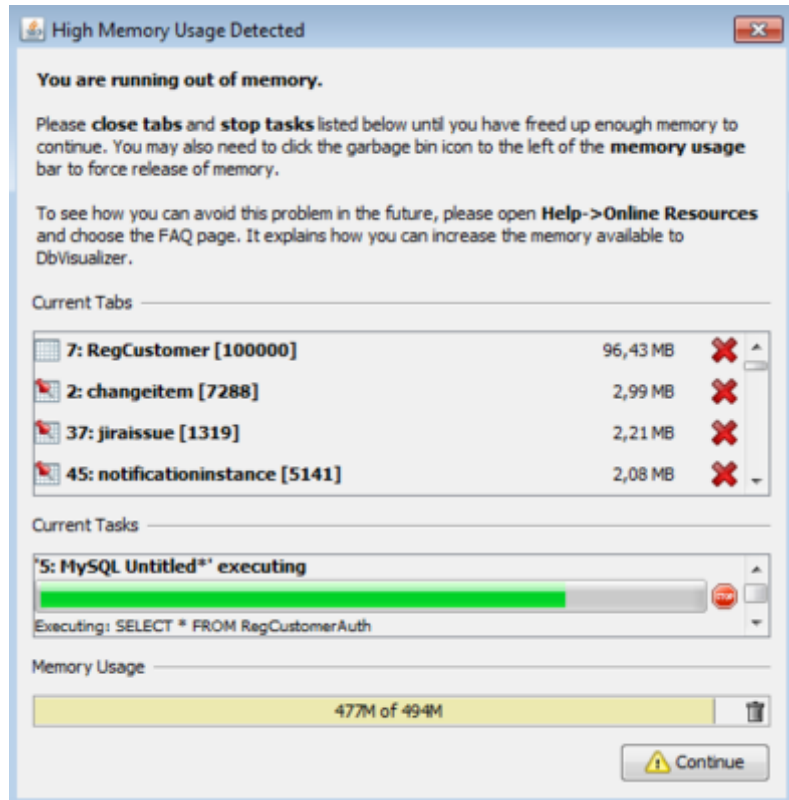 High Memory Usage Detected
You are running out of memory.
Please close tabs and stop tasks listed below until you have freed up enough memory to
continue. You may also need to click the garbage bin icon to the left of the memory usage
bar to force release of memory.
To see how you can avoid this problem in the future, please open Help->Online Resources
and choose the FAQ page. It explains how you can increase the memory available to
DbVisualizer.
Current Tabs
7: RegCustomer [100000] 96,43 MB
2: changeitem [7288] 2,99 MB
37: jiraissue [1319] 2,21 MB
45: notificationinstance [5141] 2,08 MB
Current Tasks
'5: MySQL Untitled*' executing
STOP
Executing: SELECT * FROM RegCustomerAuth
Memory Usage
477M of 494M
Continue